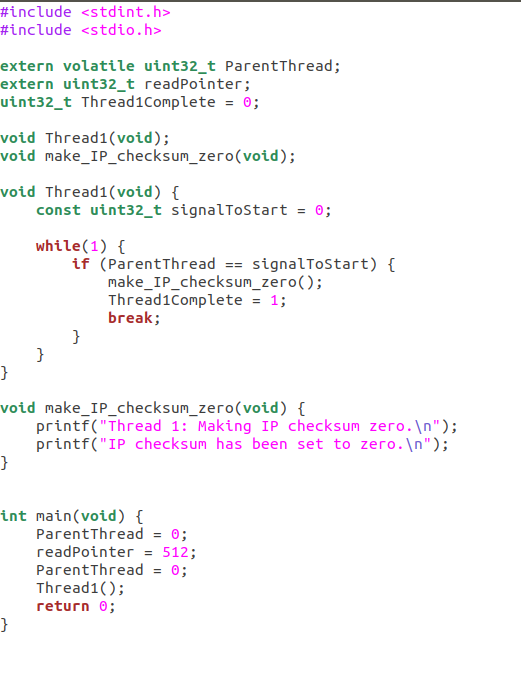 #include <stdint.h>
#include <stdio.h>

extern volatile uint32_t ParentThread;
extern uint32_t readPointer;
uint32_t Thread1Complete = 0;

void Thread1(void);
void make_IP_checksum_zero(void);

void Thread1(void) {
    const uint32_t signalToStart = 0;

    while(1) {
        if (ParentThread == signalToStart) {
            make_IP_checksum_zero();
            Thread1Complete = 1;
            break;
        }
    }
}

void make_IP_checksum_zero(void) {
    printf("Thread 1: Making IP checksum zero.\n");
    printf("IP checksum has been set to zero.\n");
}


int main(void) {
    ParentThread = 0;
    readPointer = 512;
    ParentThread = 0;
    Thread1();
    return 0;
}